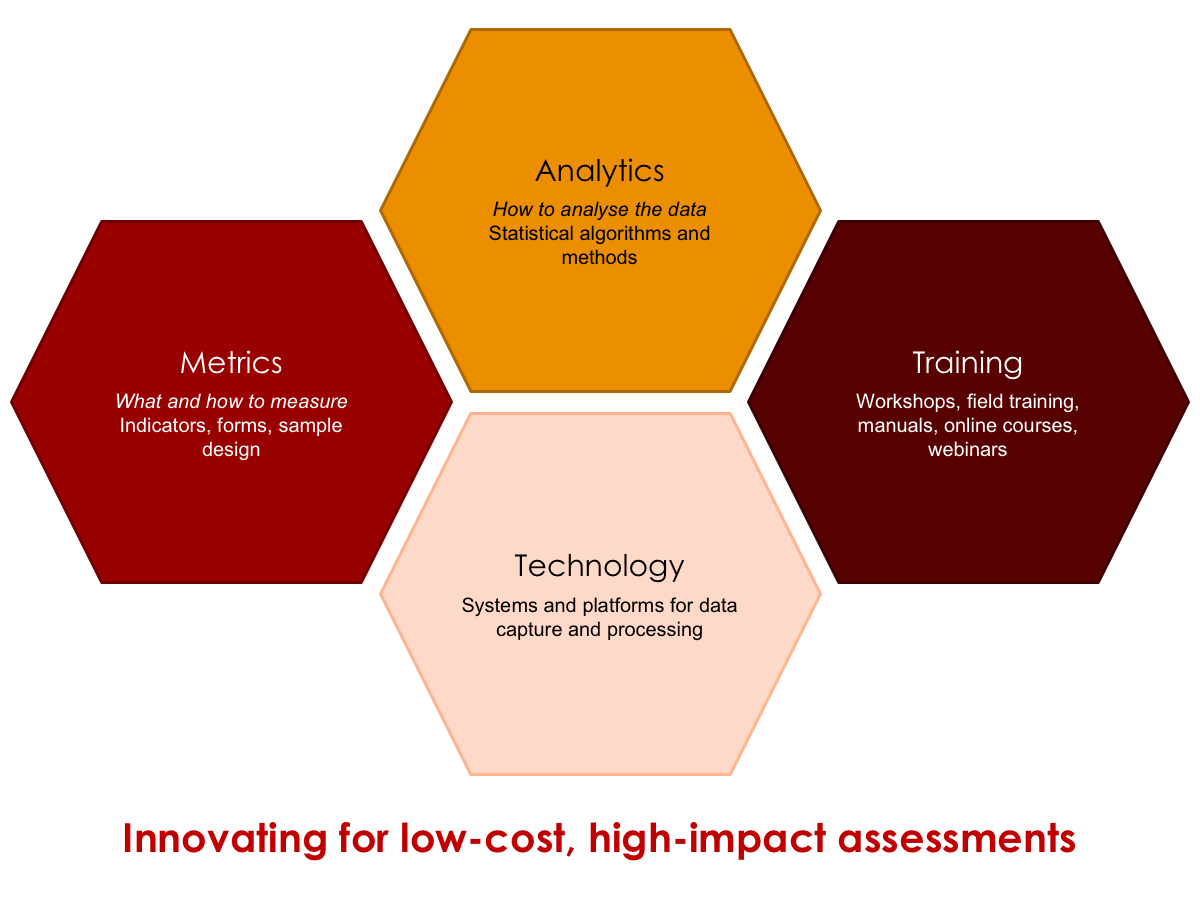 Analytics
How to analyse the data
Statistical algorithms and
methods
Metrics
What and how to measure
Indicators, forms, sample
design
Training
Workshops, field training,
manuals, online courses,
webinars
Technology
Systems and platforms for data
capture and processing
Innovating for low-cost, high-impact assessments